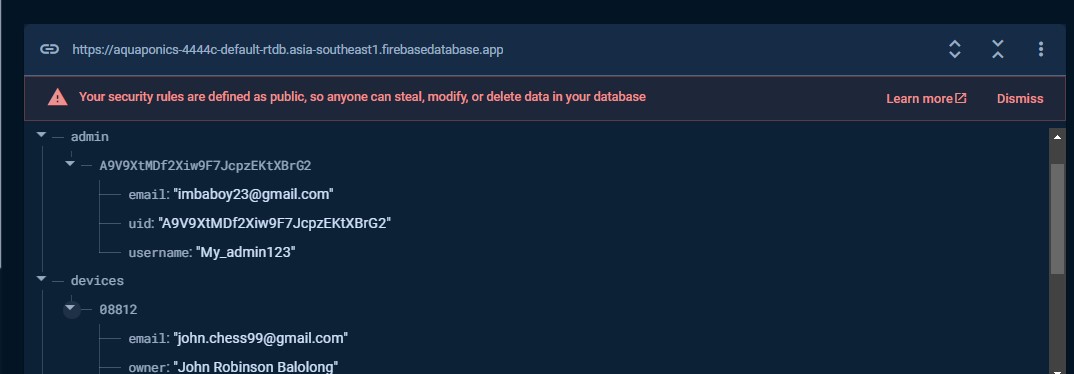 https://aquaponics-4444c-default-rtdb.asia-southeast1.firebasedatabase.app
Your security rules are defined as public, so anyone can steal, modify, or delete data in your database Learn more Dismiss
admin
A9V9XtMDf2Xiw9F7JcpzEKtXBrG2
email: "imbaboy23@gmail.com"
uid: "A9V9XtMDf2Xiw9F7JcpzEKtXBrG2"
username: "My_admin123"
devices
08812
email: "john.chess99@gmail.com"
owner: "John Robinson Balolong"